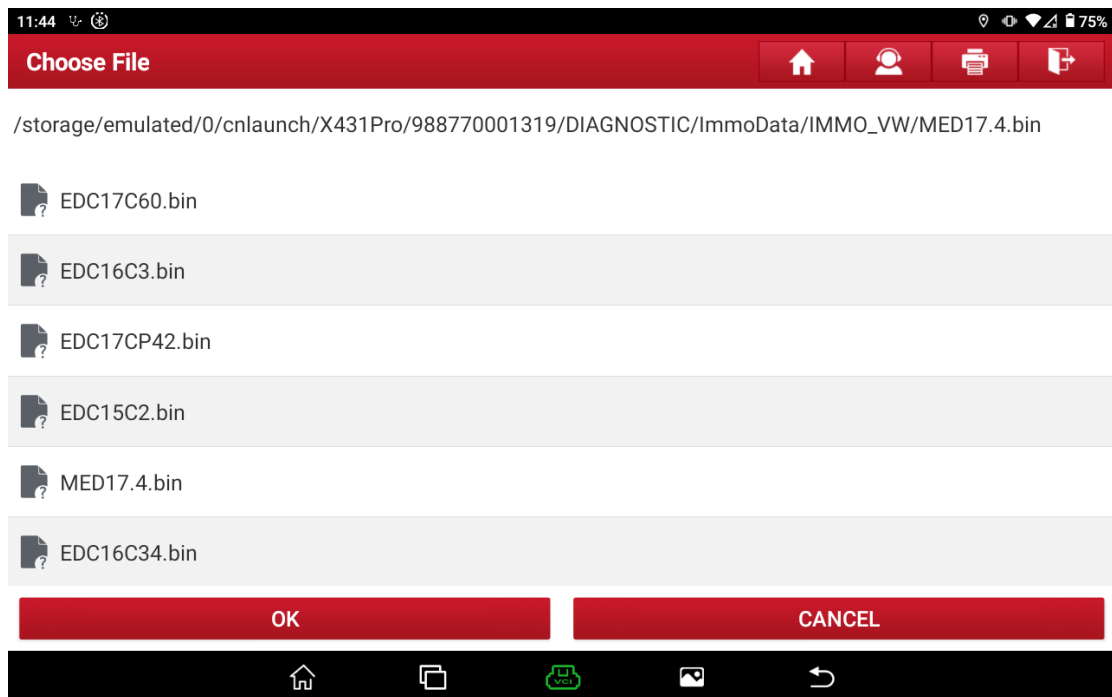 11:44 75%
Choose File
/storage/emulated/0/cnlaunch/X431Pro/988770001319/DIAGNOSTIC/ImmoData/IMMO_VW/MED17.4.bin
EDC17C60.bin
EDC16C3.bin
EDC17CP42.bin
EDC15C2.bin
MED17.4.bin
EDC16C34.bin
OK CANCEL
VCI